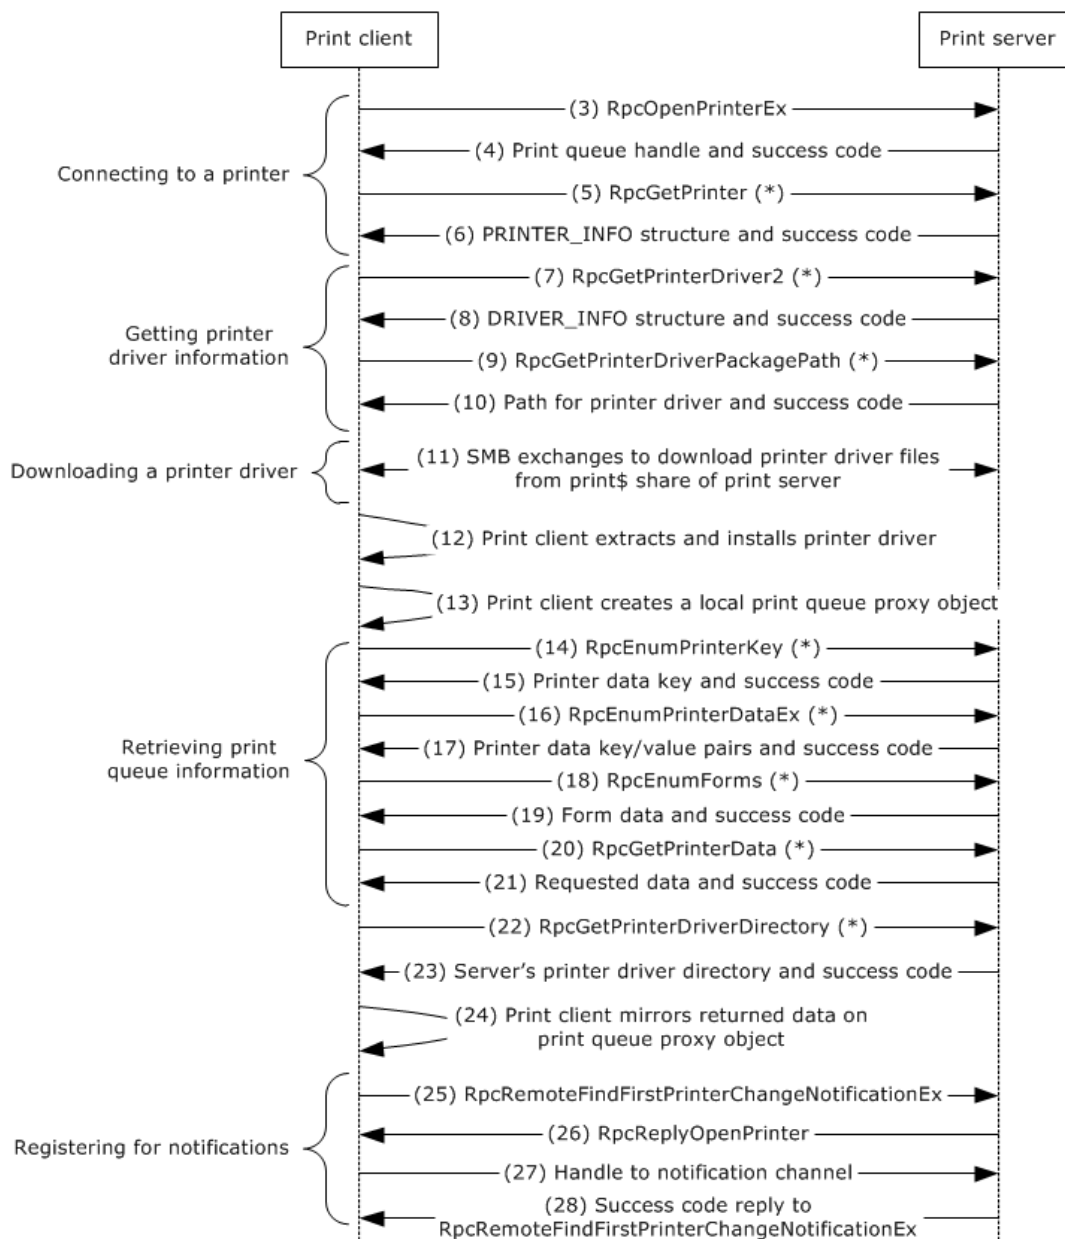 Print client
Print server
Connecting to a printer
(3) RpcOpenPrinterEx
(4) Print queue handle and success code
(5) RpcGetPrinter (*)
(6) PRINTER_INFO structure and success code
Getting printer
driver information
(7) RpcGetPrinterDriver2 (*)
(8) DRIVER_INFO structure and success code
(9) RpcGetPrinterDriverPackagePath (*)
(10) Path for printer driver and success code
Downloading a printer driver
(11) SMB exchanges to download printer driver files
from print$ share of print server
(12) Print client extracts and installs printer driver
(13) Print client creates a local print queue proxy object
Retrieving print
queue information
(14) RpcEnumPrinterKey (*)
(15) Printer data key and success code
(16) RpcEnumPrinterDataEx (*)
(17) Printer data key/value pairs and success code
(18) RpcEnumForms (*)
(19) Form data and success code
(20) RpcGetPrinterData (*)
(21) Requested data and success code
(22) RpcGetPrinterDriverDirectory (*)
(23) Server's printer driver directory and success code
(24) Print client mirrors returned data on
print queue proxy object
Registering for notifications
(25) RpcRemoteFindFirstPrinterChangeNotificationEx
(26) RpcReplyOpenPrinter
(27) Handle to notification channel
(28) Success code reply to
RpcRemoteFindFirstPrinterChangeNotificationEx